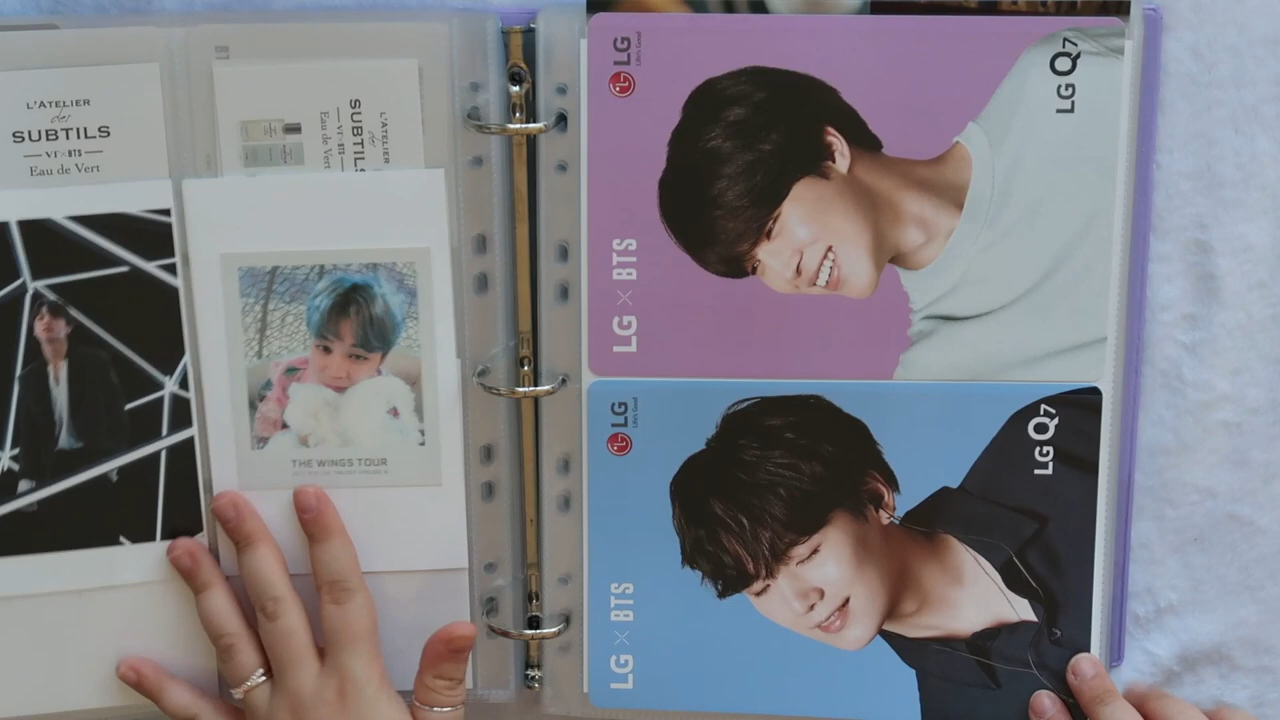 L'ATELIER
des
SUBTILS
VT×BTS
Eau de Vert
L'ATELIER
des
SUBTILS
VT×BTS
Eau de Vert
THE WINGS TOUR
LG
Life's Good
LG × BTS
LG Q7
LG
Life's Good
LG × BTS
LG Q7